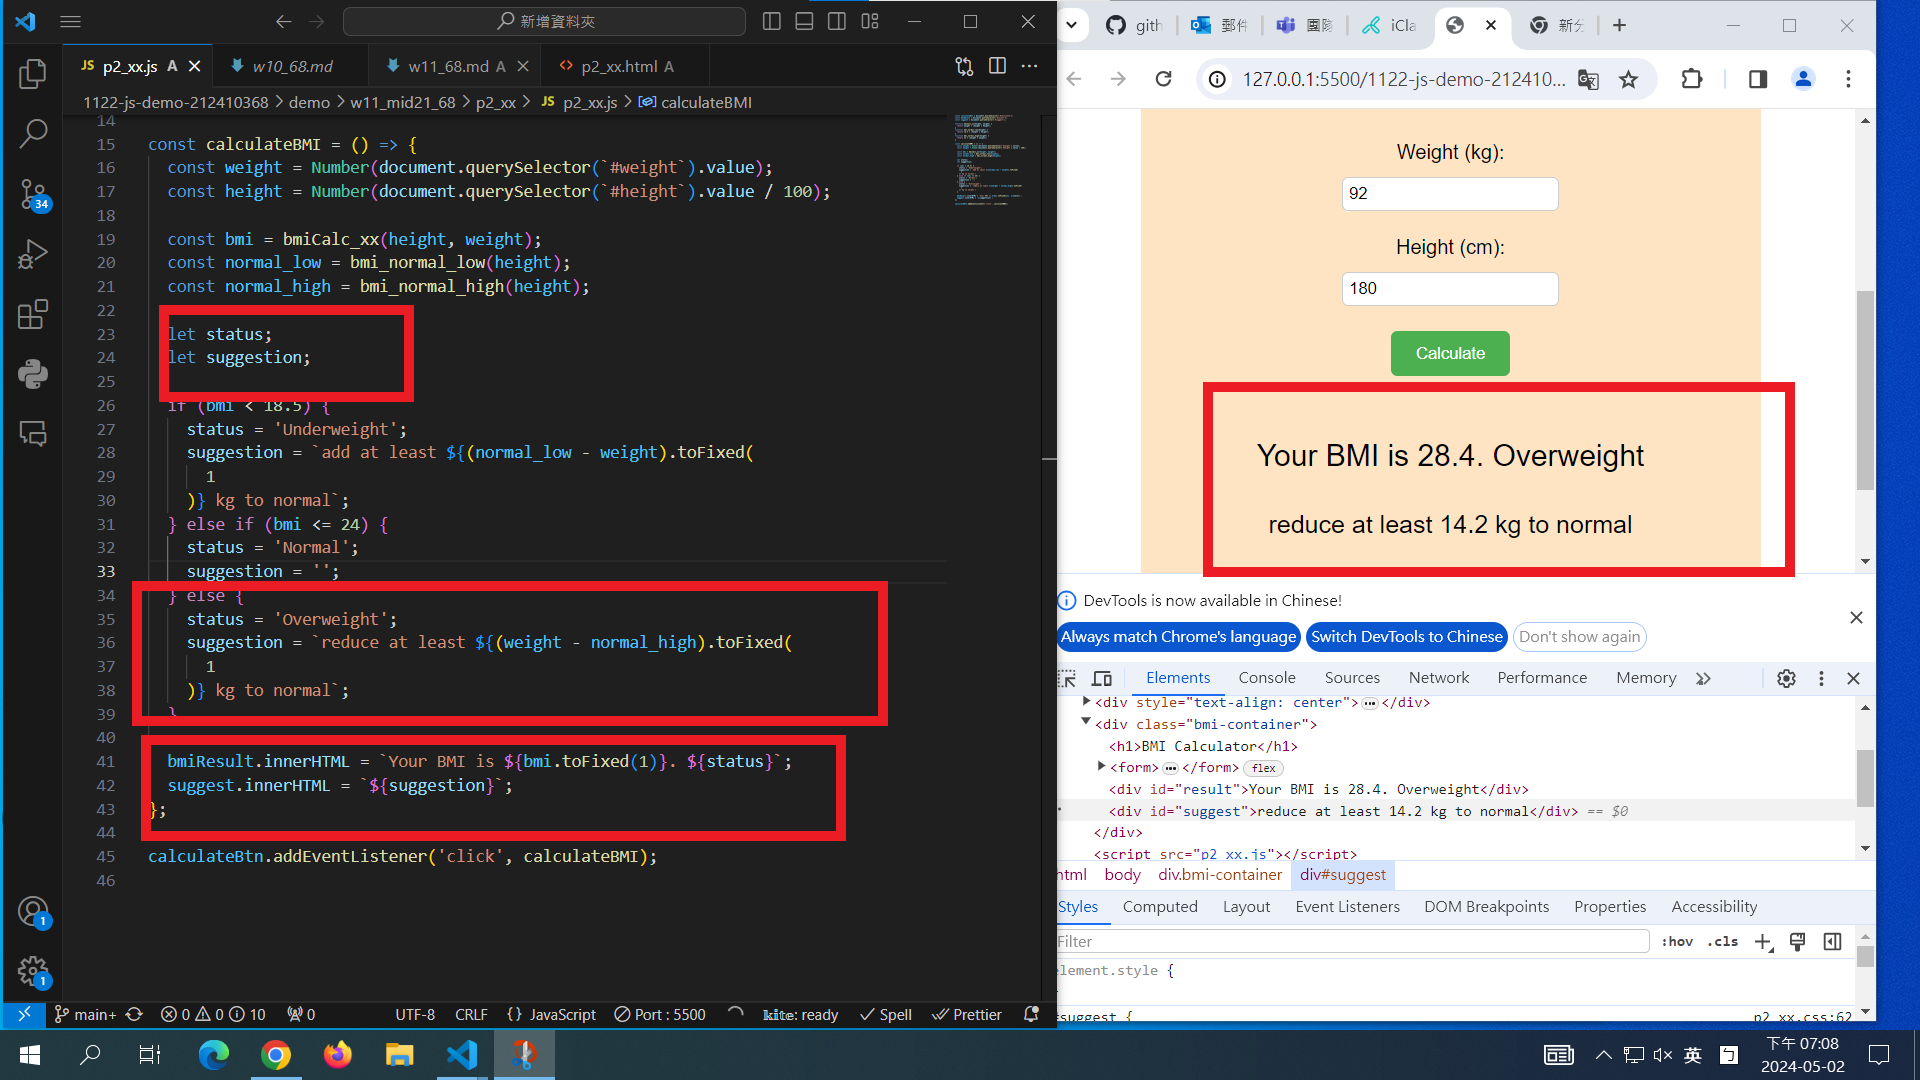 新增資料夾
p2_xx.js A
w10_68.md
w11_68.md A
p2_xx.html A
1122-js-demo-212410368 > demo > w11_mid21_68 > p2_xx > JS p2_xx.js > calculateBMI
14
15 const calculateBMI = () => {
16 const weight = Number(document.querySelector(`#weight`).value);
17 const height = Number(document.querySelector(`#height`).value / 100);
18
19 const bmi = bmiCalc_xx(height, weight);
20 const normal_low = bmi_normal_low(height);
21 const normal_high = bmi_normal_high(height);
22
23 let status;
24 let suggestion;
25
26 if (bmi < 18.5) {
27 status = 'Underweight';
28 suggestion = `add at least ${(normal_low - weight).toFixed(
29 1
30 )} kg to normal`;
31 } else if (bmi <= 24) {
32 status = 'Normal';
33 suggestion = '';
34 } else {
35 status = 'Overweight';
36 suggestion = `reduce at least ${(weight - normal_high).toFixed(
37 1
38 )} kg to normal`;
39 }
40
41 bmiResult.innerHTML = `Your BMI is ${bmi.toFixed(1)}. ${status}`;
42 suggest.innerHTML = `${suggestion}`;
43 };
44
45 calculateBtn.addEventListener('click', calculateBMI);
46
34
1
1
main+ 0 0 10 0 UTF-8 CRLF {} JavaScript Port : 5500 kite: ready Spell Prettier
gith 郵件 團隊 iCla 新分
127.0.0.1:5500/1122-js-demo-212410...
Weight (kg):
92
Height (cm):
180
Calculate
Your BMI is 28.4. Overweight
reduce at least 14.2 kg to normal
DevTools is now available in Chinese!
Always match Chrome's language Switch DevTools to Chinese Don't show again
Elements Console Sources Network Performance Memory
<div style="text-align: center"> … </div>
<div class="bmi-container">
<h1>BMI Calculator</h1>
<form> … </form> flex
<div id="result">Your BMI is 28.4. Overweight</div>
<div id="suggest">reduce at least 14.2 kg to normal</div> == $0
</div>
<script src="p2_xx.js"></script>
html body div.bmi-container div#suggest
Styles Computed Layout Event Listeners DOM Breakpoints Properties Accessibility
Filter :hov .cls
element.style {
#suggest { p2_xx.css:62
英 下午 07:08
2024-05-02